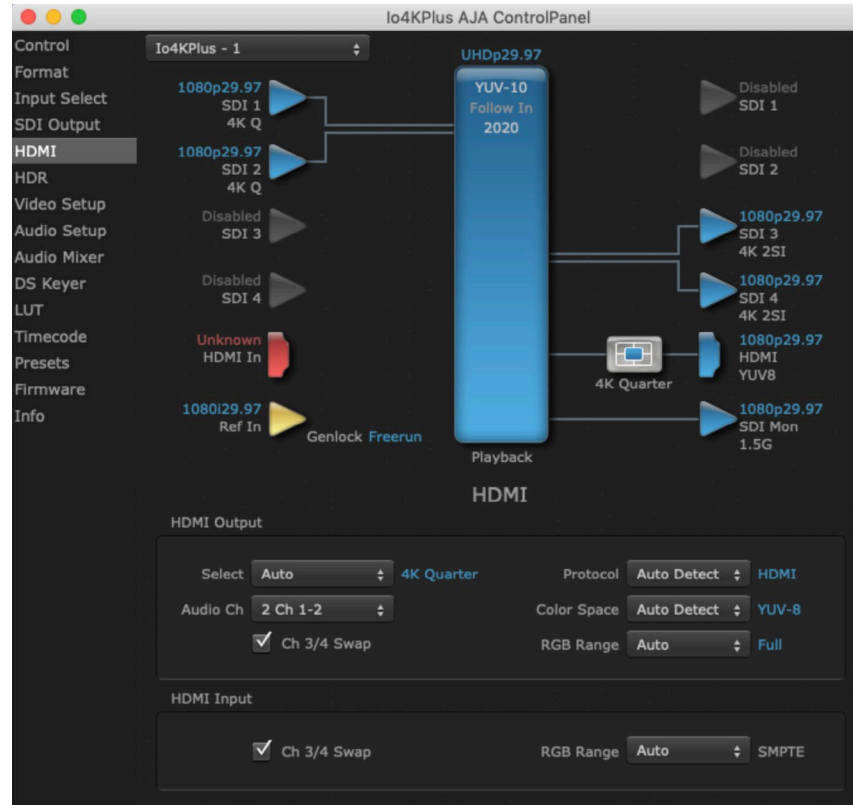 Io4KPlus AJA ControlPanel
Control
Format
Input Select
SDI Output
HDMI
HDR
Video Setup
Audio Setup
Audio Mixer
DS Keyer
LUT
Timecode
Presets
Firmware
Info
Io4KPlus - 1
1080p29.97
SDI 1
4K Q
1080p29.97
SDI 2
4K Q
Disabled
SDI 3
Disabled
SDI 4
Unknown
HDMI In
1080i29.97
Ref In
Genlock Freerun
UHDp29.97
YUV-10
Follow In
2020
Playback
Disabled
SDI 1
Disabled
SDI 2
1080p29.97
SDI 3
4K 2SI
1080p29.97
SDI 4
4K 2SI
4K Quarter
1080p29.97
HDMI
YUV8
1080p29.97
SDI Mon
1.5G
HDMI
HDMI Output
Select Auto 4K Quarter Protocol Auto Detect HDMI
Audio Ch 2 Ch 1-2 Color Space Auto Detect YUV-8
Ch 3/4 Swap RGB Range Auto Full
HDMI Input
Ch 3/4 Swap RGB Range Auto SMPTE